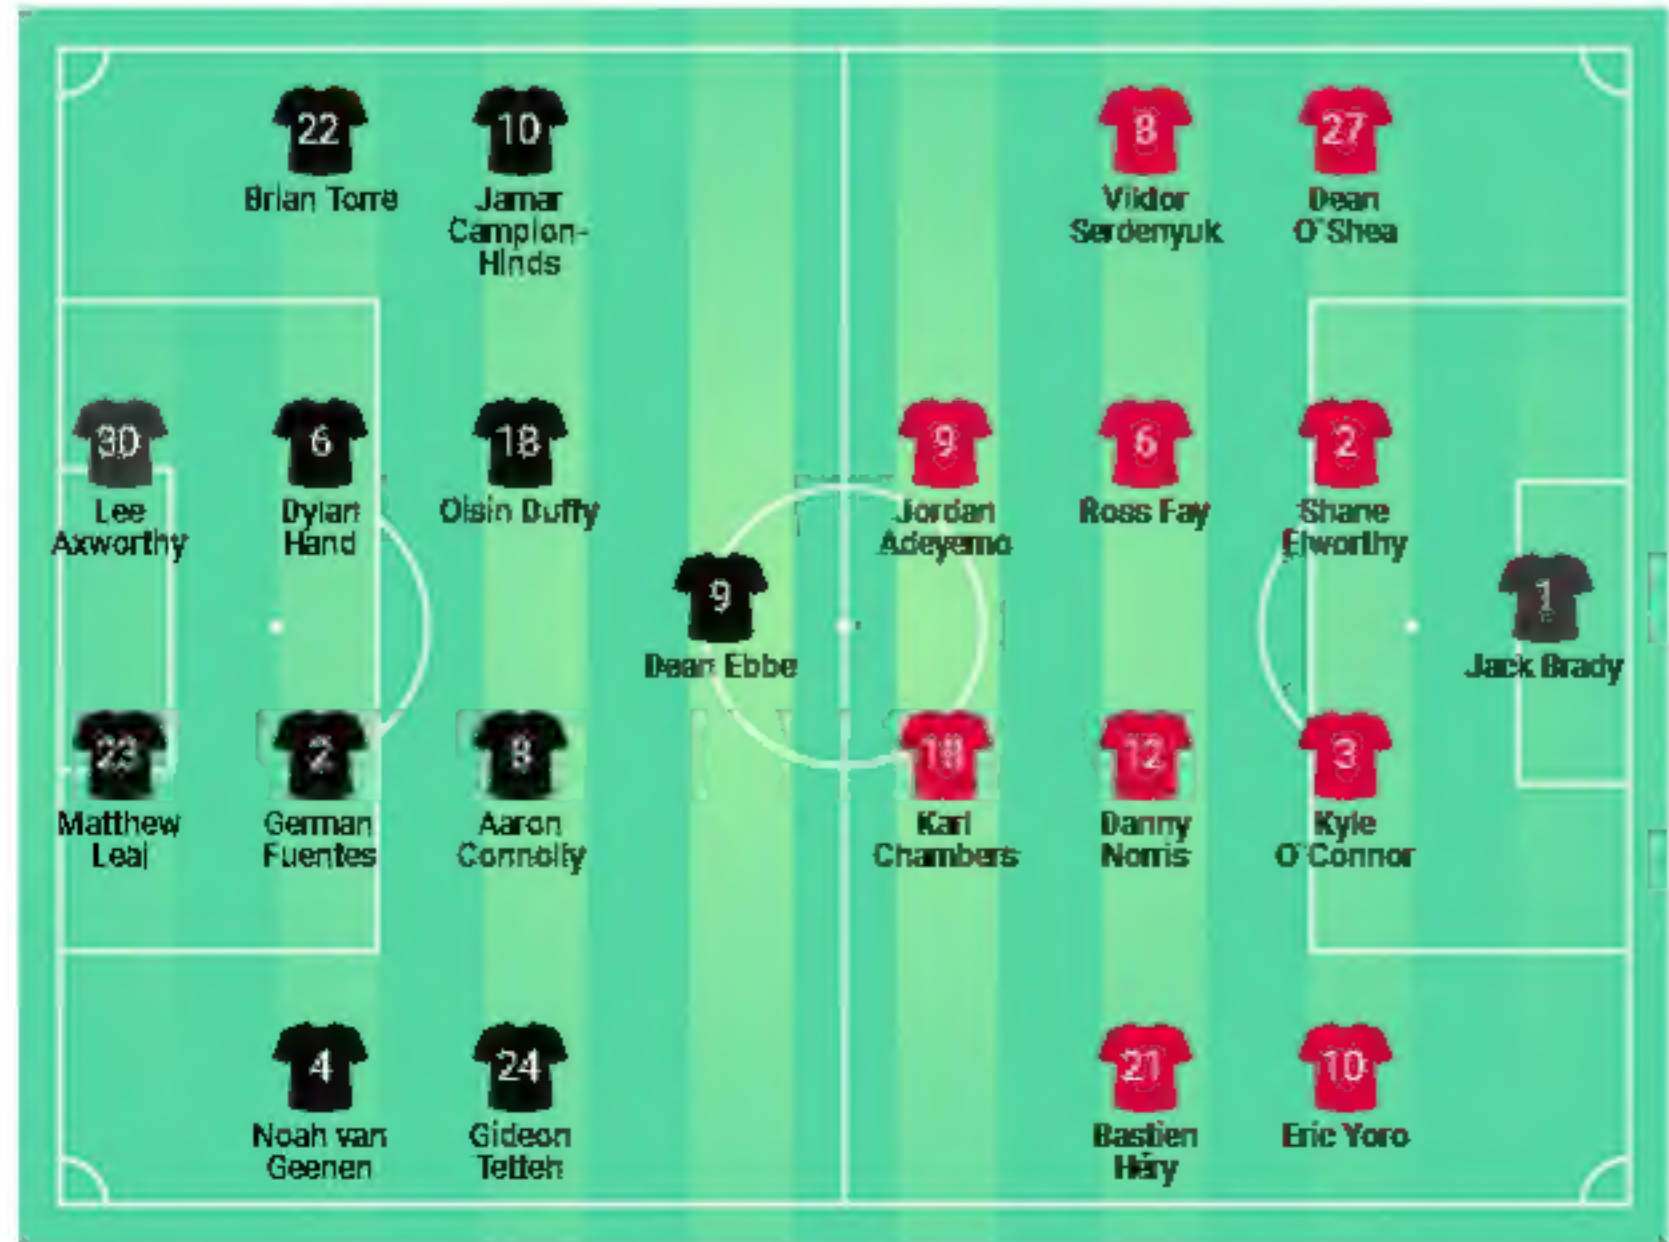 22
Brian Torre
10
Jamar
Campion-
Hinds
8
Viktor
Serdenyuk
27
Dean
O`Shea
30
Lee
Axworthy
6
Dylan
Hand
18
Oisin Duffy
9
Jordan
Adeyemo
6
Ross Fay
2
Shane
Elworthy
9
Dean Ebbe
1
Jack Brady
23
Matthew
Leal
2
German
Fuentes
8
Aaron
Connolly
18
Karl
Chambers
12
Danny
Norris
3
Kyle
O`Connor
4
Noah van
Geenen
24
Gideon
Tetteh
21
Bastien
Héry
10
Eric Yoro